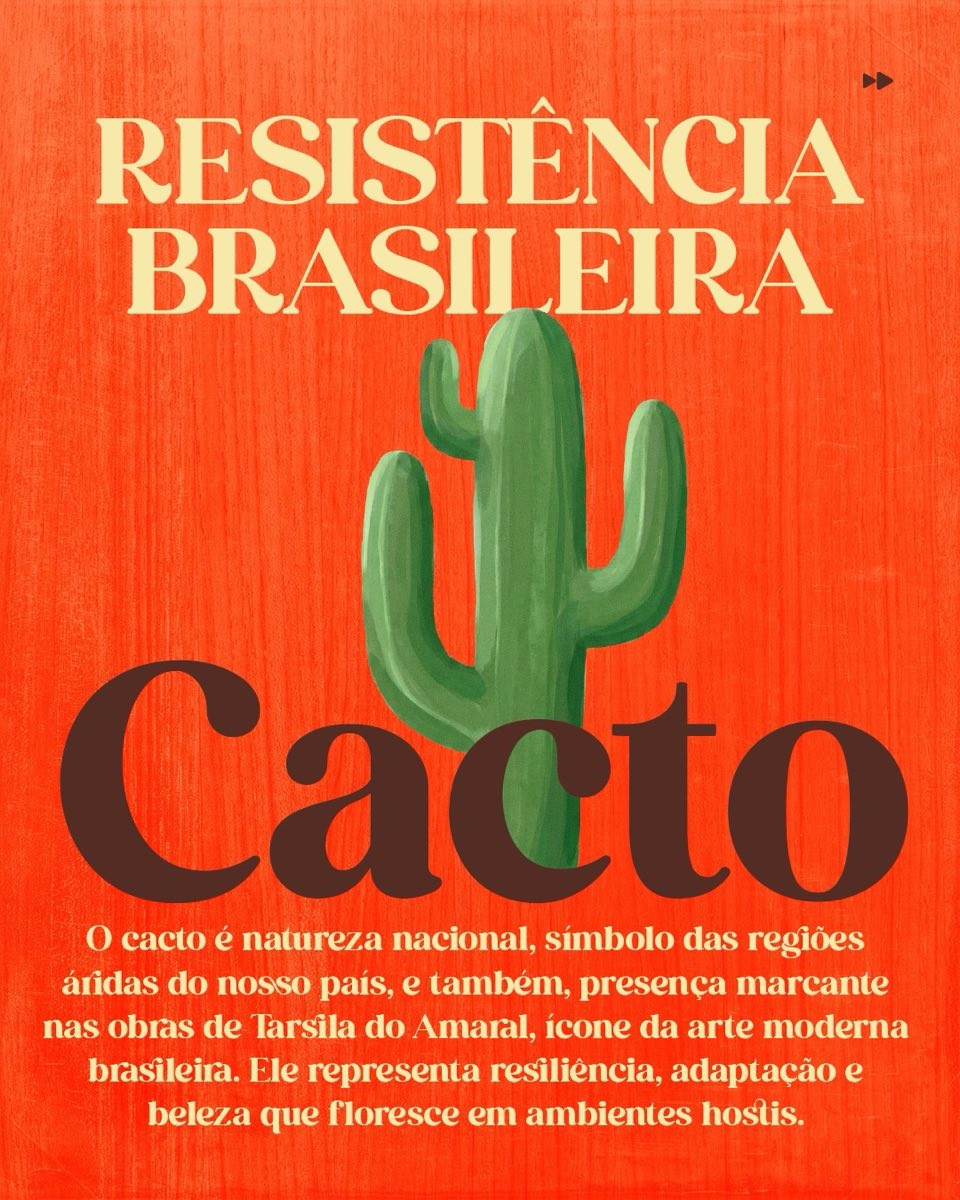 RESISTÊNCIA
BRASILEIRA
Cacto
O cacto é natureza nacional, símbolo das regiões
áridas do nosso país, e também, presença marcante
nas obras de Tarsila do Amaral, ícone da arte moderna
brasileira. Ele representa resiliência, adaptação e
beleza que floresce em ambientes hostis.